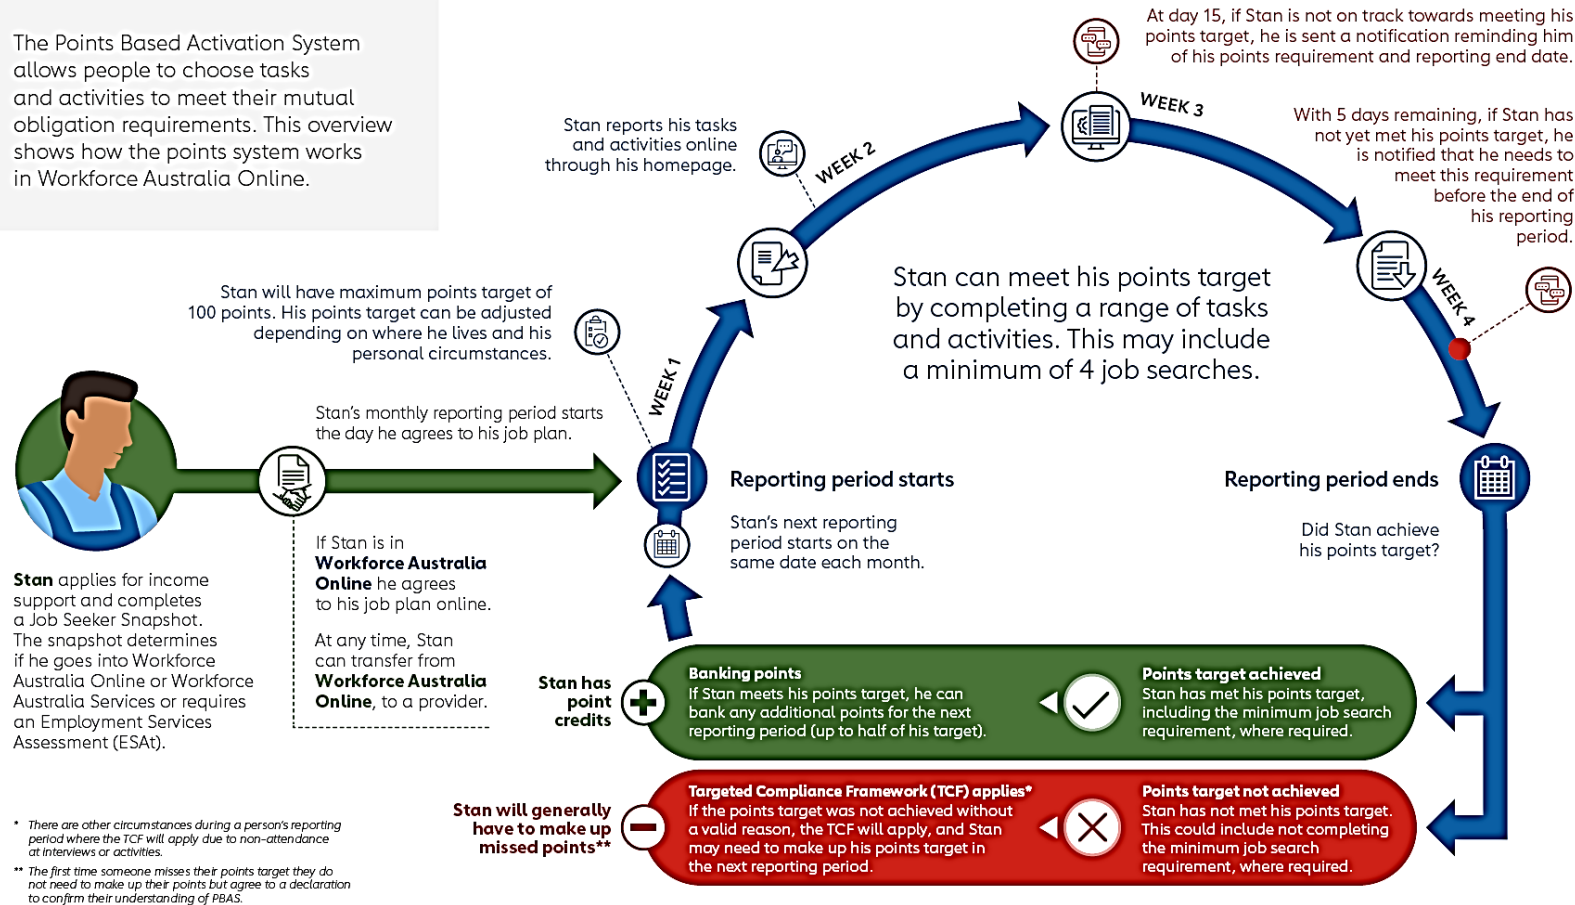 The Points Based Activation System
allows people to choose tasks
and activities to meet their mutual
obligation requirements. This overview
shows how the points system works
in Workforce Australia Online.
At day 15, if Stan is not on track towards meeting his
points target, he is sent a notification reminding him
of his points requirement and reporting end date.
WEEK 3
With 5 days remaining, if Stan has
not yet met his points target, he
is notified that he needs to
meet this requirement
before the end of
his reporting
period.
Stan reports his tasks
and activities online
through his homepage.
WEEK 2
Stan can meet his points target
by completing a range of tasks
and activities. This may include
a minimum of 4 job searches.
WEEK 4
Stan will have maximum points target of
100 points. His points target can be adjusted
depending on where he lives and his
personal circumstances.
WEEK 1
Stan's monthly reporting period starts
the day he agrees to his job plan.
Reporting period starts
Stan's next reporting
period starts on the
same date each month.
Reporting period ends
Did Stan achieve
his points target?
If Stan is in
Workforce Australia
Online he agrees
to his job plan online.
At any time, Stan
can transfer from
Workforce Australia
Online, to a provider.
Stan applies for income
support and completes
a Job Seeker Snapshot.
The snapshot determines
if he goes into Workforce
Australia Online or Workforce
Australia Services or requires
an Employment Services
Assessment (ESAt).
Stan has
point
credits
Banking points
If Stan meets his points target, he can
bank any additional points for the next
reporting period (up to half of his target).
Points target achieved
Stan has met his points target,
including the minimum job search
requirement, where required.
Stan will generally
have to make up
missed points**
Targeted Compliance Framework (TCF) applies*
If the points target was not achieved without
a valid reason, the TCF will apply, and Stan
may need to make up his points target in
the next reporting period.
Points target not achieved
Stan has not met his points target.
This could include not completing
the minimum job search
requirement, where required.
* There are other circumstances during a person's reporting
period where the TCF will apply due to non-attendance
at interviews or activities.
** The first time someone misses their points target they do
not need to make up their points but agree to a declaration
to confirm their understanding of PBAS.